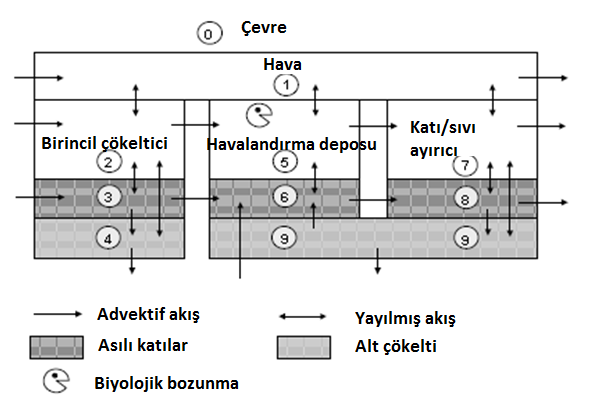 0 Çevre
Hava
1
Birincil çökeltici
Havalandırma deposu
Katı/sıvı
ayırıcı
2
5
7
3
6
8
4
9
9
Advektif akış
Yayılmış akış
Asılı katılar
Alt çökelti
Biyolojik bozunma